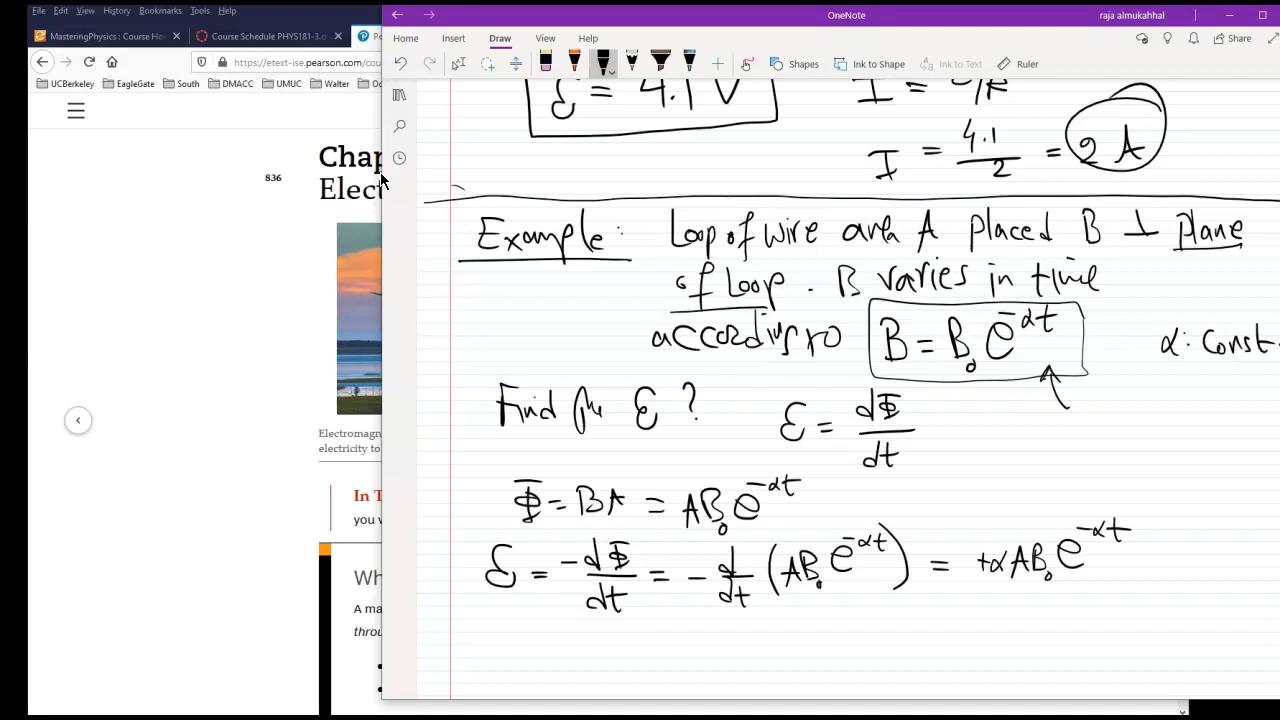 File Edit View History Bookmarks Tools Help
MasteringPhysics : Course Ho
Course Schedule PHYS181-3.0
Pe
https://etext-ise.pearson.com/cou
UCBerkeley EagleGate South DMACC UMUC Walter
836
Chap
Elect
Electromagn
electricity to
In T
you v
Wh
A ma
throu
OneNote
raja almukahhal
Home Insert Draw View Help
Share
Shapes Ink to Shape Ink to Text Ruler
ℰ = 4.1 V
I = ℰ/R
I = 4.1/2 = 2 A
Example: Loop of wire area A placed B ⊥ Plane
of Loop. B varies in time
according to B = B₀e^-αt α: const.
Find the ℰ? ℰ = dΦ/dt
Φ = BA = AB₀e^-αt
ℰ = -dΦ/dt = -d/dt (AB₀e^-αt) = +αAB₀e^-αt